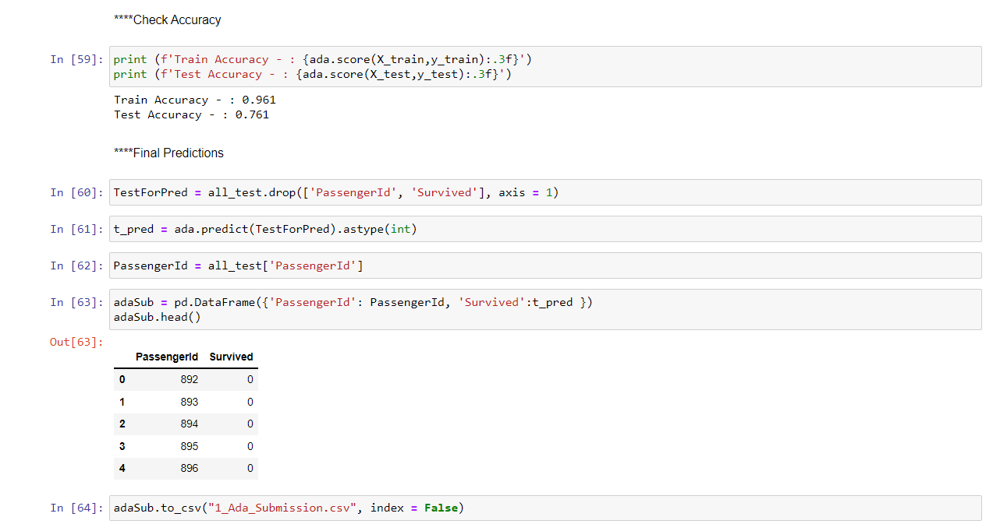 ****Check Accuracy
In [59]: print (f'Train Accuracy - : {ada.score(X_train,y_train):.3f}')
print (f'Test Accuracy - : {ada.score(X_test,y_test):.3f}')
Train Accuracy - : 0.961
Test Accuracy - : 0.761
****Final Predictions
In [60]: TestForPred = all_test.drop(['PassengerId', 'Survived'], axis = 1)
In [61]: t_pred = ada.predict(TestForPred).astype(int)
In [62]: PassengerId = all_test['PassengerId']
In [63]: adaSub = pd.DataFrame({'PassengerId': PassengerId, 'Survived':t_pred })
adaSub.head()
Out[63]:
PassengerId Survived
0 892 0
1 893 0
2 894 0
3 895 0
4 896 0
In [64]: adaSub.to_csv("1_Ada_Submission.csv", index = False)